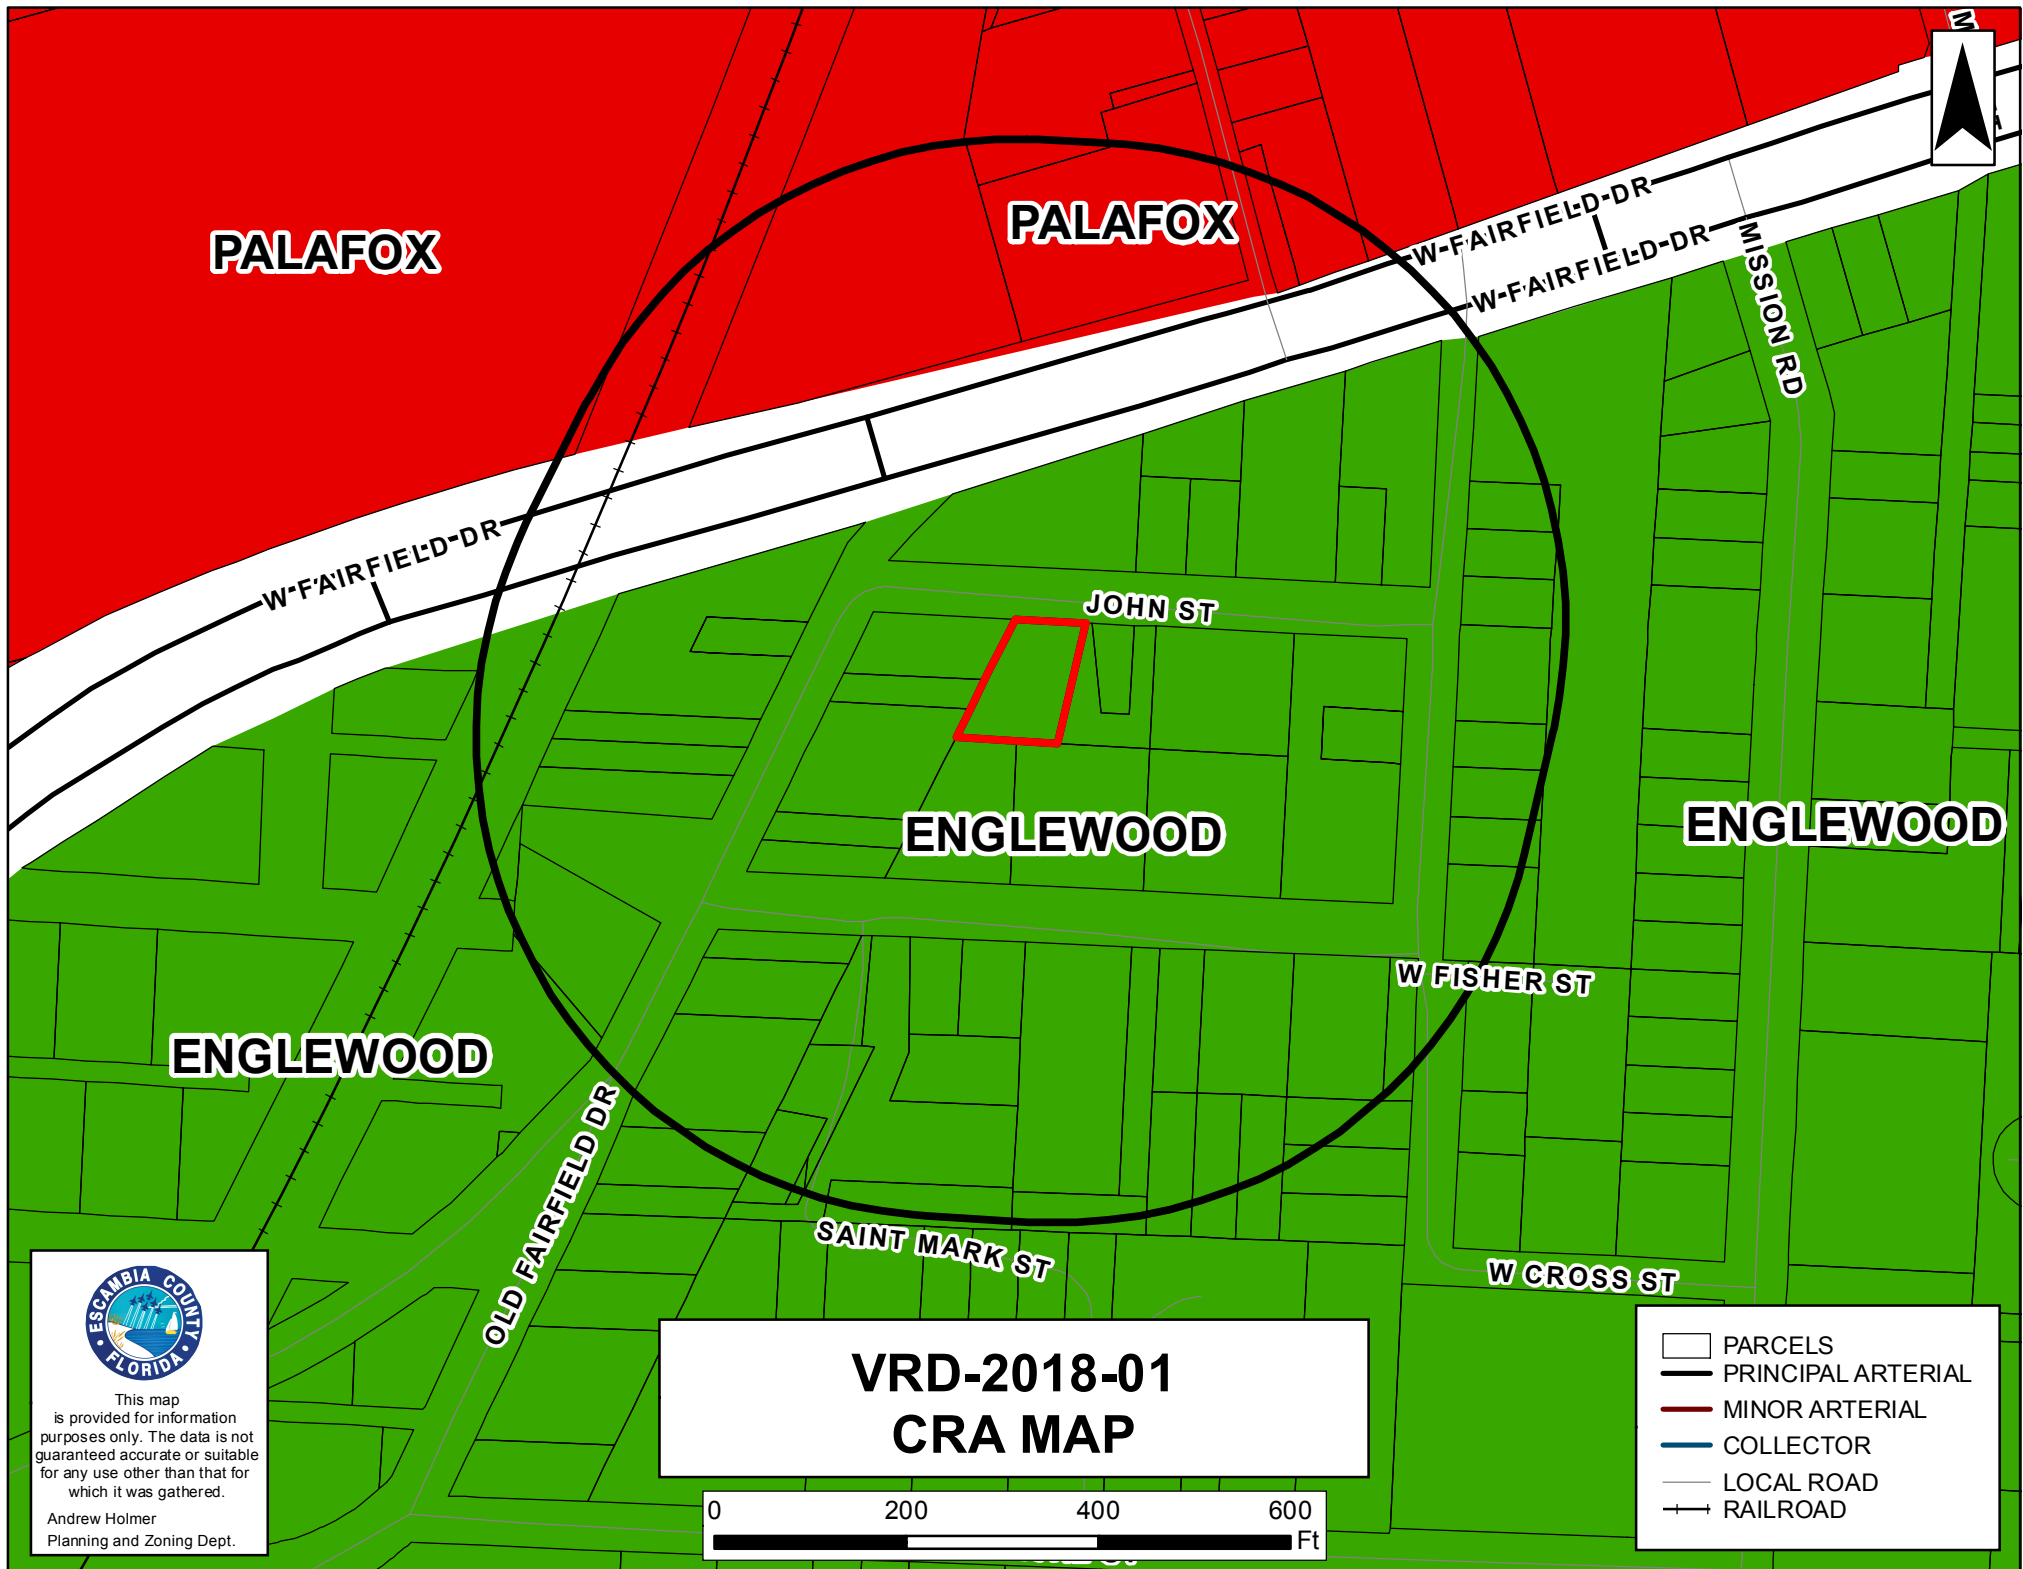 M
PALAFOX
PALAFOX
W FAIRFIELD DR
W FAIRFIELD DR
MISSION RD
W FAIRFIELD DR
JOHN ST
ENGLEWOOD
ENGLEWOOD
W FISHER ST
ENGLEWOOD
OLD FAIRFIELD DR
SAINT MARK ST
W CROSS ST
ESCAMBIA COUNTY
FLORIDA
This map
is provided for information
purposes only. The data is not
guaranteed accurate or suitable
for any use other than that for
which it was gathered.
Andrew Holmer
Planning and Zoning Dept.
VRD-2018-01
CRA MAP
0 200 400 600
Ft
PARCELS
PRINCIPAL ARTERIAL
MINOR ARTERIAL
COLLECTOR
LOCAL ROAD
RAILROAD